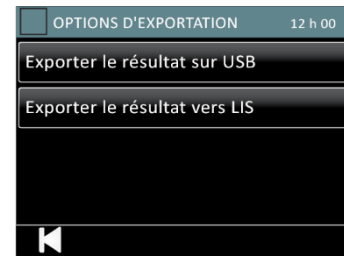 OPTIONS D'EXPORTATION 12 h 00
Exporter le résultat sur USB
Exporter le résultat vers LIS